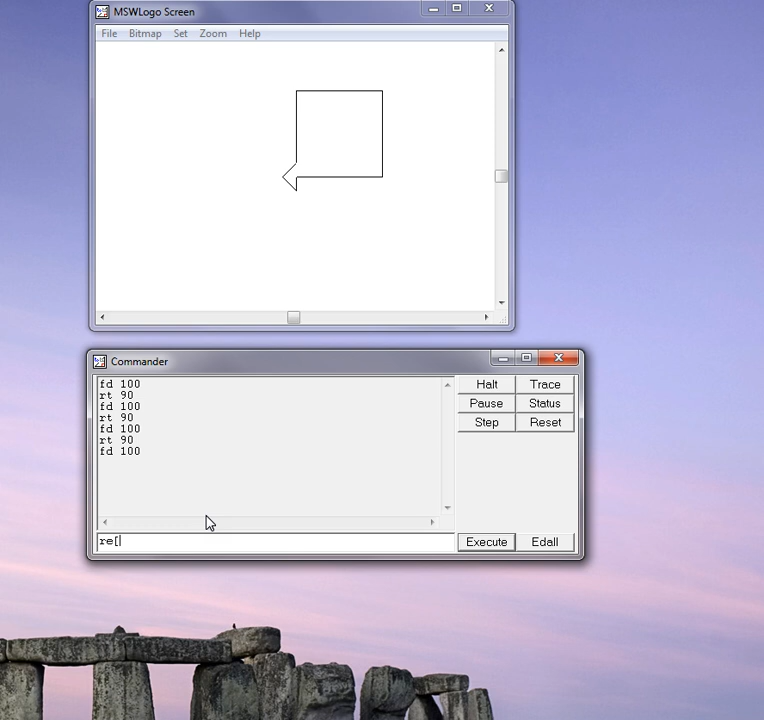 MSWLogo Screen
File Bitmap Set Zoom Help
Commander
fd 100
rt 90
fd 100
rt 90
fd 100
rt 90
fd 100
Halt Trace
Pause Status
Step Reset
re[
Execute Edall